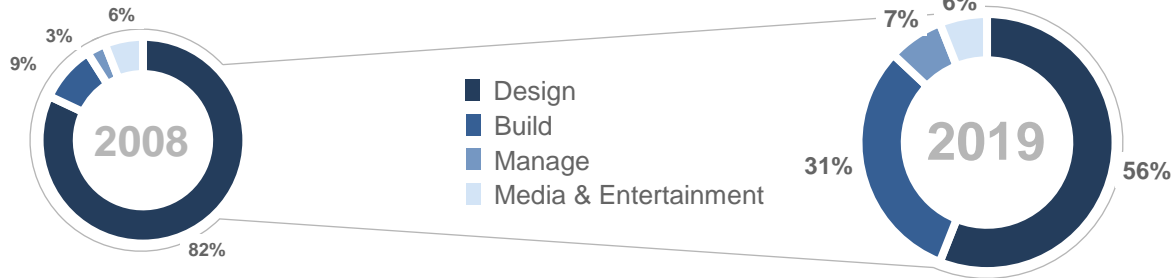 6%
3%
9%
2008
82%
Design
Build
Manage
Media & Entertainment
6%
7%
2019
31%
56%